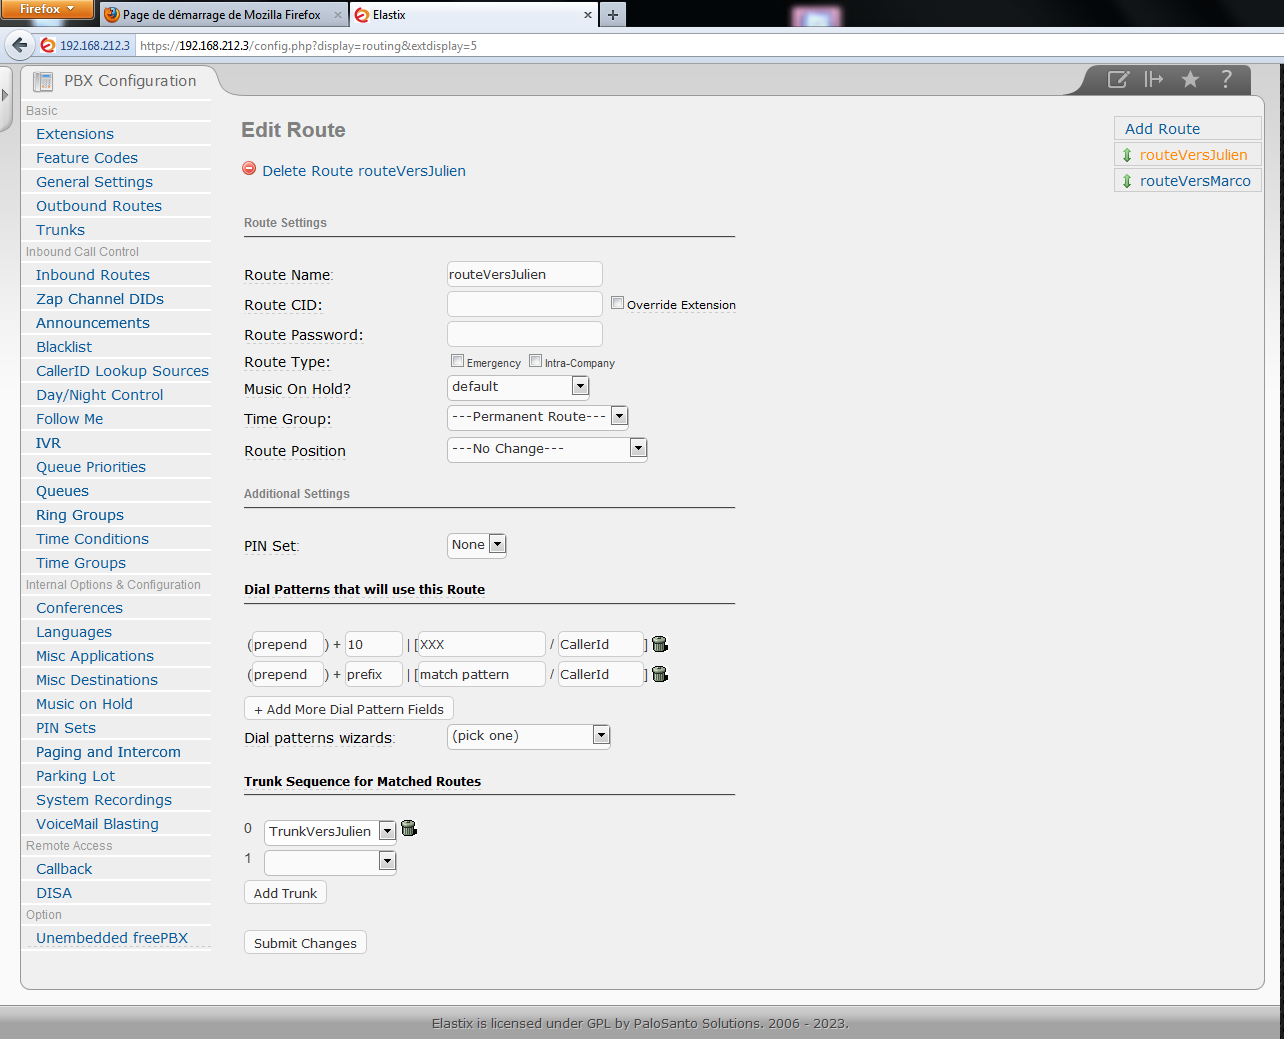 Firefox
Page de démarrage de Mozilla Firefox
Elastix
192.168.212.3
https://192.168.212.3/config.php?display=routing&extdisplay=5
PBX Configuration
Basic
Extensions
Feature Codes
General Settings
Outbound Routes
Trunks
Inbound Call Control
Inbound Routes
Zap Channel DIDs
Announcements
Blacklist
CallerID Lookup Sources
Day/Night Control
Follow Me
IVR
Queue Priorities
Queues
Ring Groups
Time Conditions
Time Groups
Internal Options & Configuration
Conferences
Languages
Misc Applications
Misc Destinations
Music on Hold
PIN Sets
Paging and Intercom
Parking Lot
System Recordings
VoiceMail Blasting
Remote Access
Callback
DISA
Option
Unembedded freePBX
Edit Route
Delete Route routeVersJulien
Route Settings
Route Name: routeVersJulien
Route CID: Override Extension
Route Password:
Route Type: Emergency Intra-Company
Music On Hold? default
Time Group: ---Permanent Route---
Route Position ---No Change---
Additional Settings
PIN Set: None
Dial Patterns that will use this Route
(prepend) + 10 | [XXX / CallerId]
(prepend) + prefix | [match pattern / CallerId]
+ Add More Dial Pattern Fields
Dial patterns wizards: (pick one)
Trunk Sequence for Matched Routes
0 TrunkVersJulien
1
Add Trunk
Submit Changes
?
Add Route
routeVersJulien
routeVersMarco
Elastix is licensed under GPL by PaloSanto Solutions. 2006 - 2023.